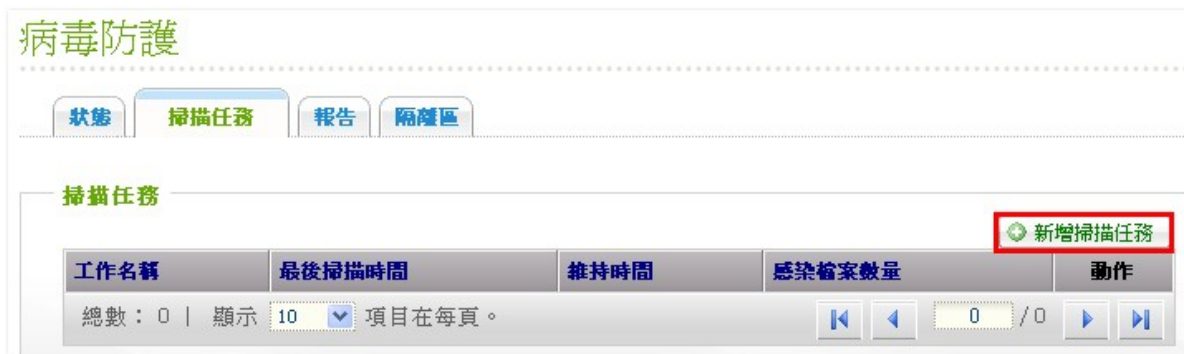 病毒防護
狀態 掃描任務 報告 隔離區
掃描任務
新增掃描任務
工作名稱 最後掃描時間 維持時間 感染檔案數量 動作
總數： 0 | 顯示 10 項目在每頁。 0 / 0